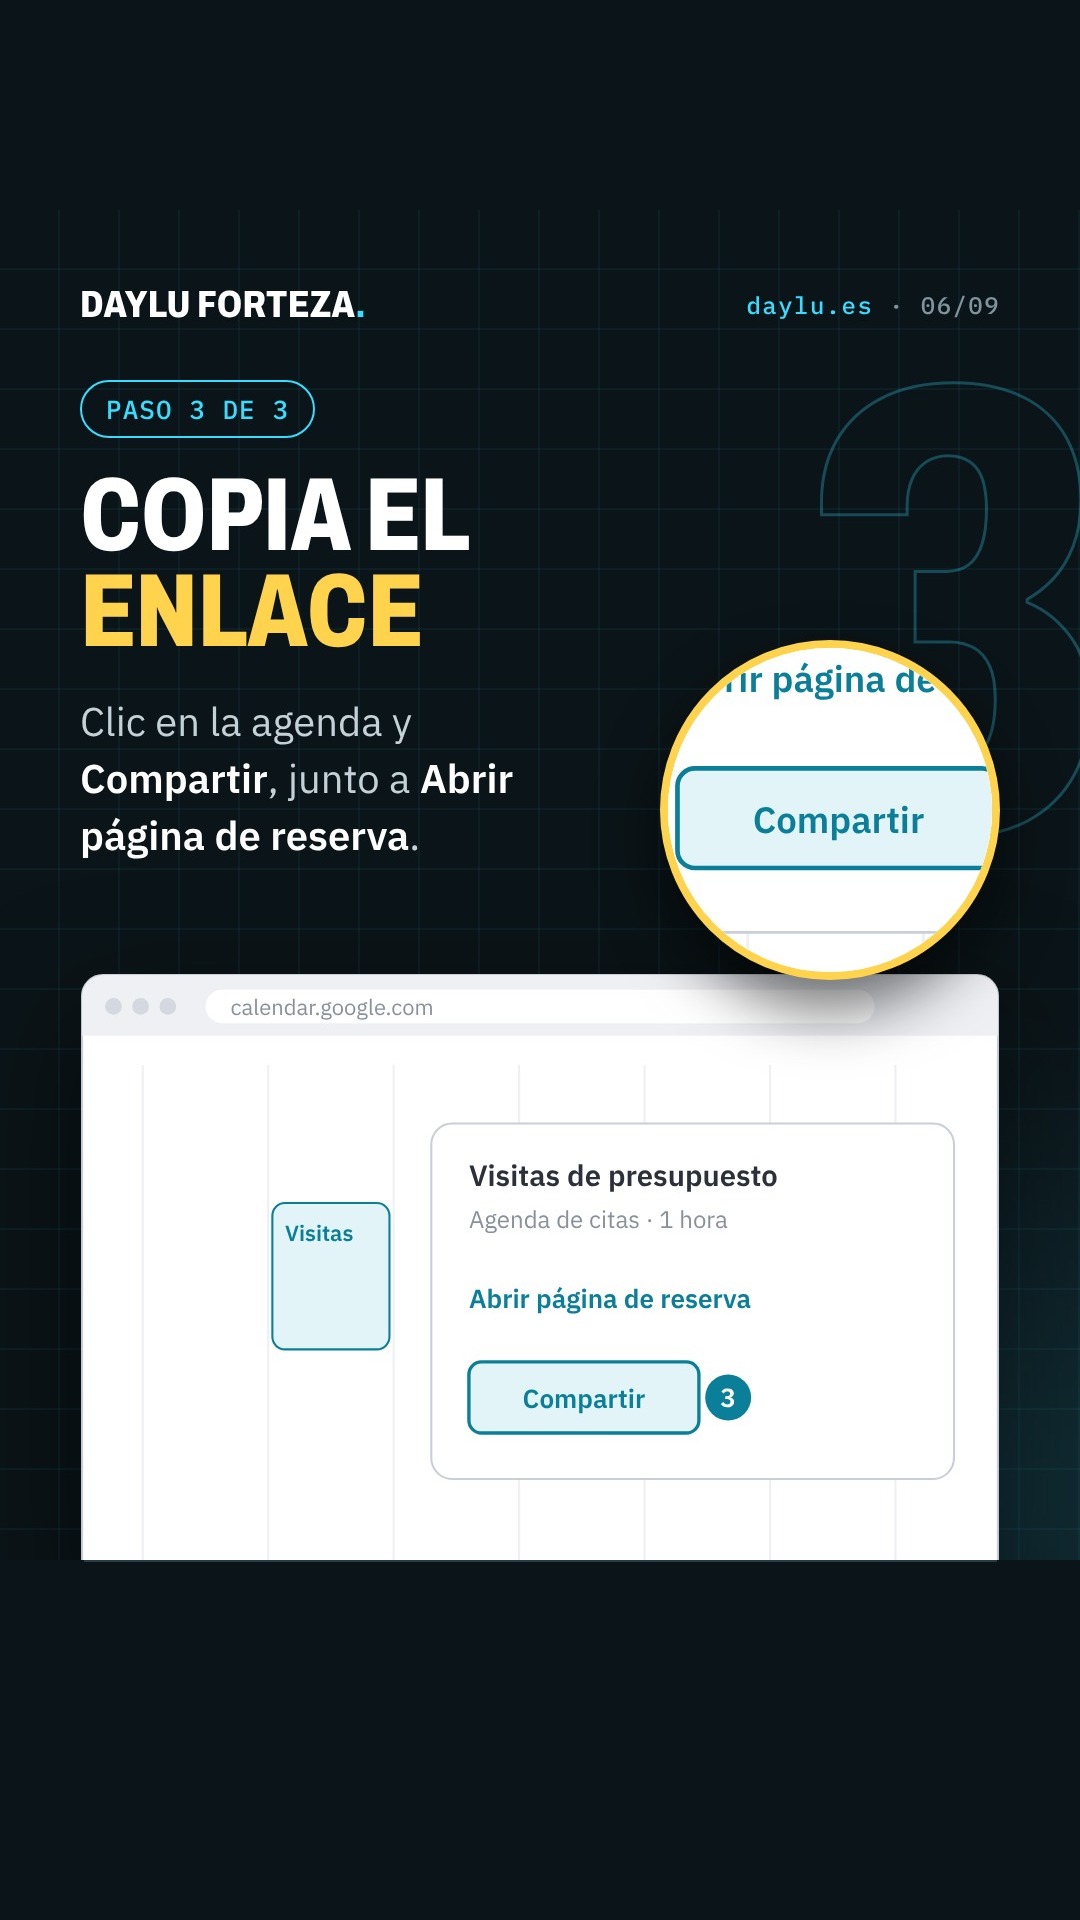 DAYLU FORTEZA.
daylu.es · 06/09
PASO 3 DE 3
3
COPIA EL
ENLACE
Clic en la agenda y
Compartir, junto a Abrir
página de reserva.
rir página de
Compartir
calendar.google.com
Visitas de presupuesto
Agenda de citas · 1 hora
Visitas
Abrir página de reserva
Compartir
3